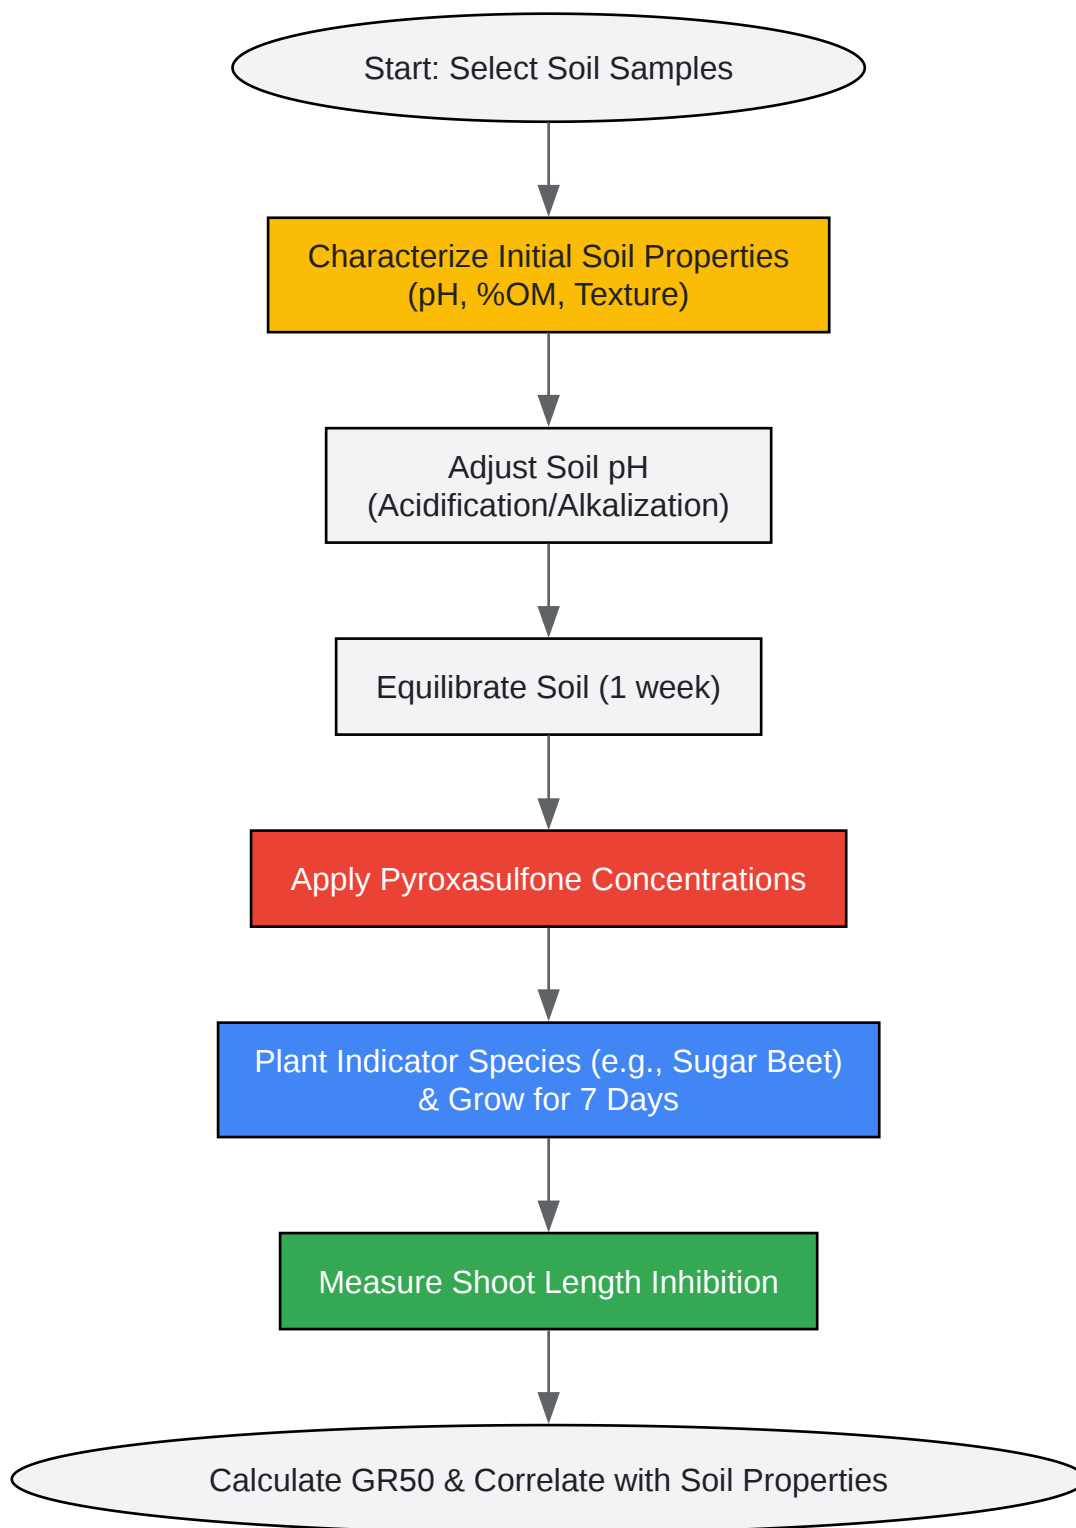 Start: Select Soil Samples
Characterize Initial Soil Properties
(pH, %OM, Texture)
Adjust Soil pH
(Acidification/Alkalization)
Equilibrate Soil (1 week)
Apply Pyroxasulfone Concentrations
Plant Indicator Species (e.g., Sugar Beet)
& Grow for 7 Days
Measure Shoot Length Inhibition
Calculate GR50 & Correlate with Soil Properties